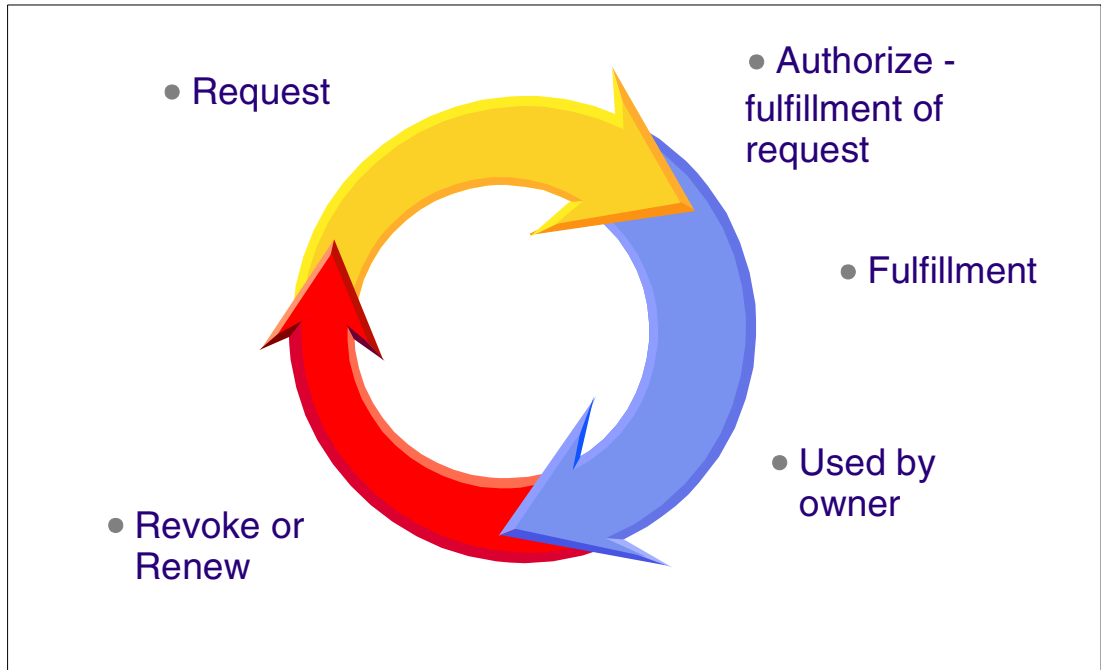 • Request
• Authorize -
fulfillment of
request
• Fulfillment
• Used by
owner
• Revoke or
Renew